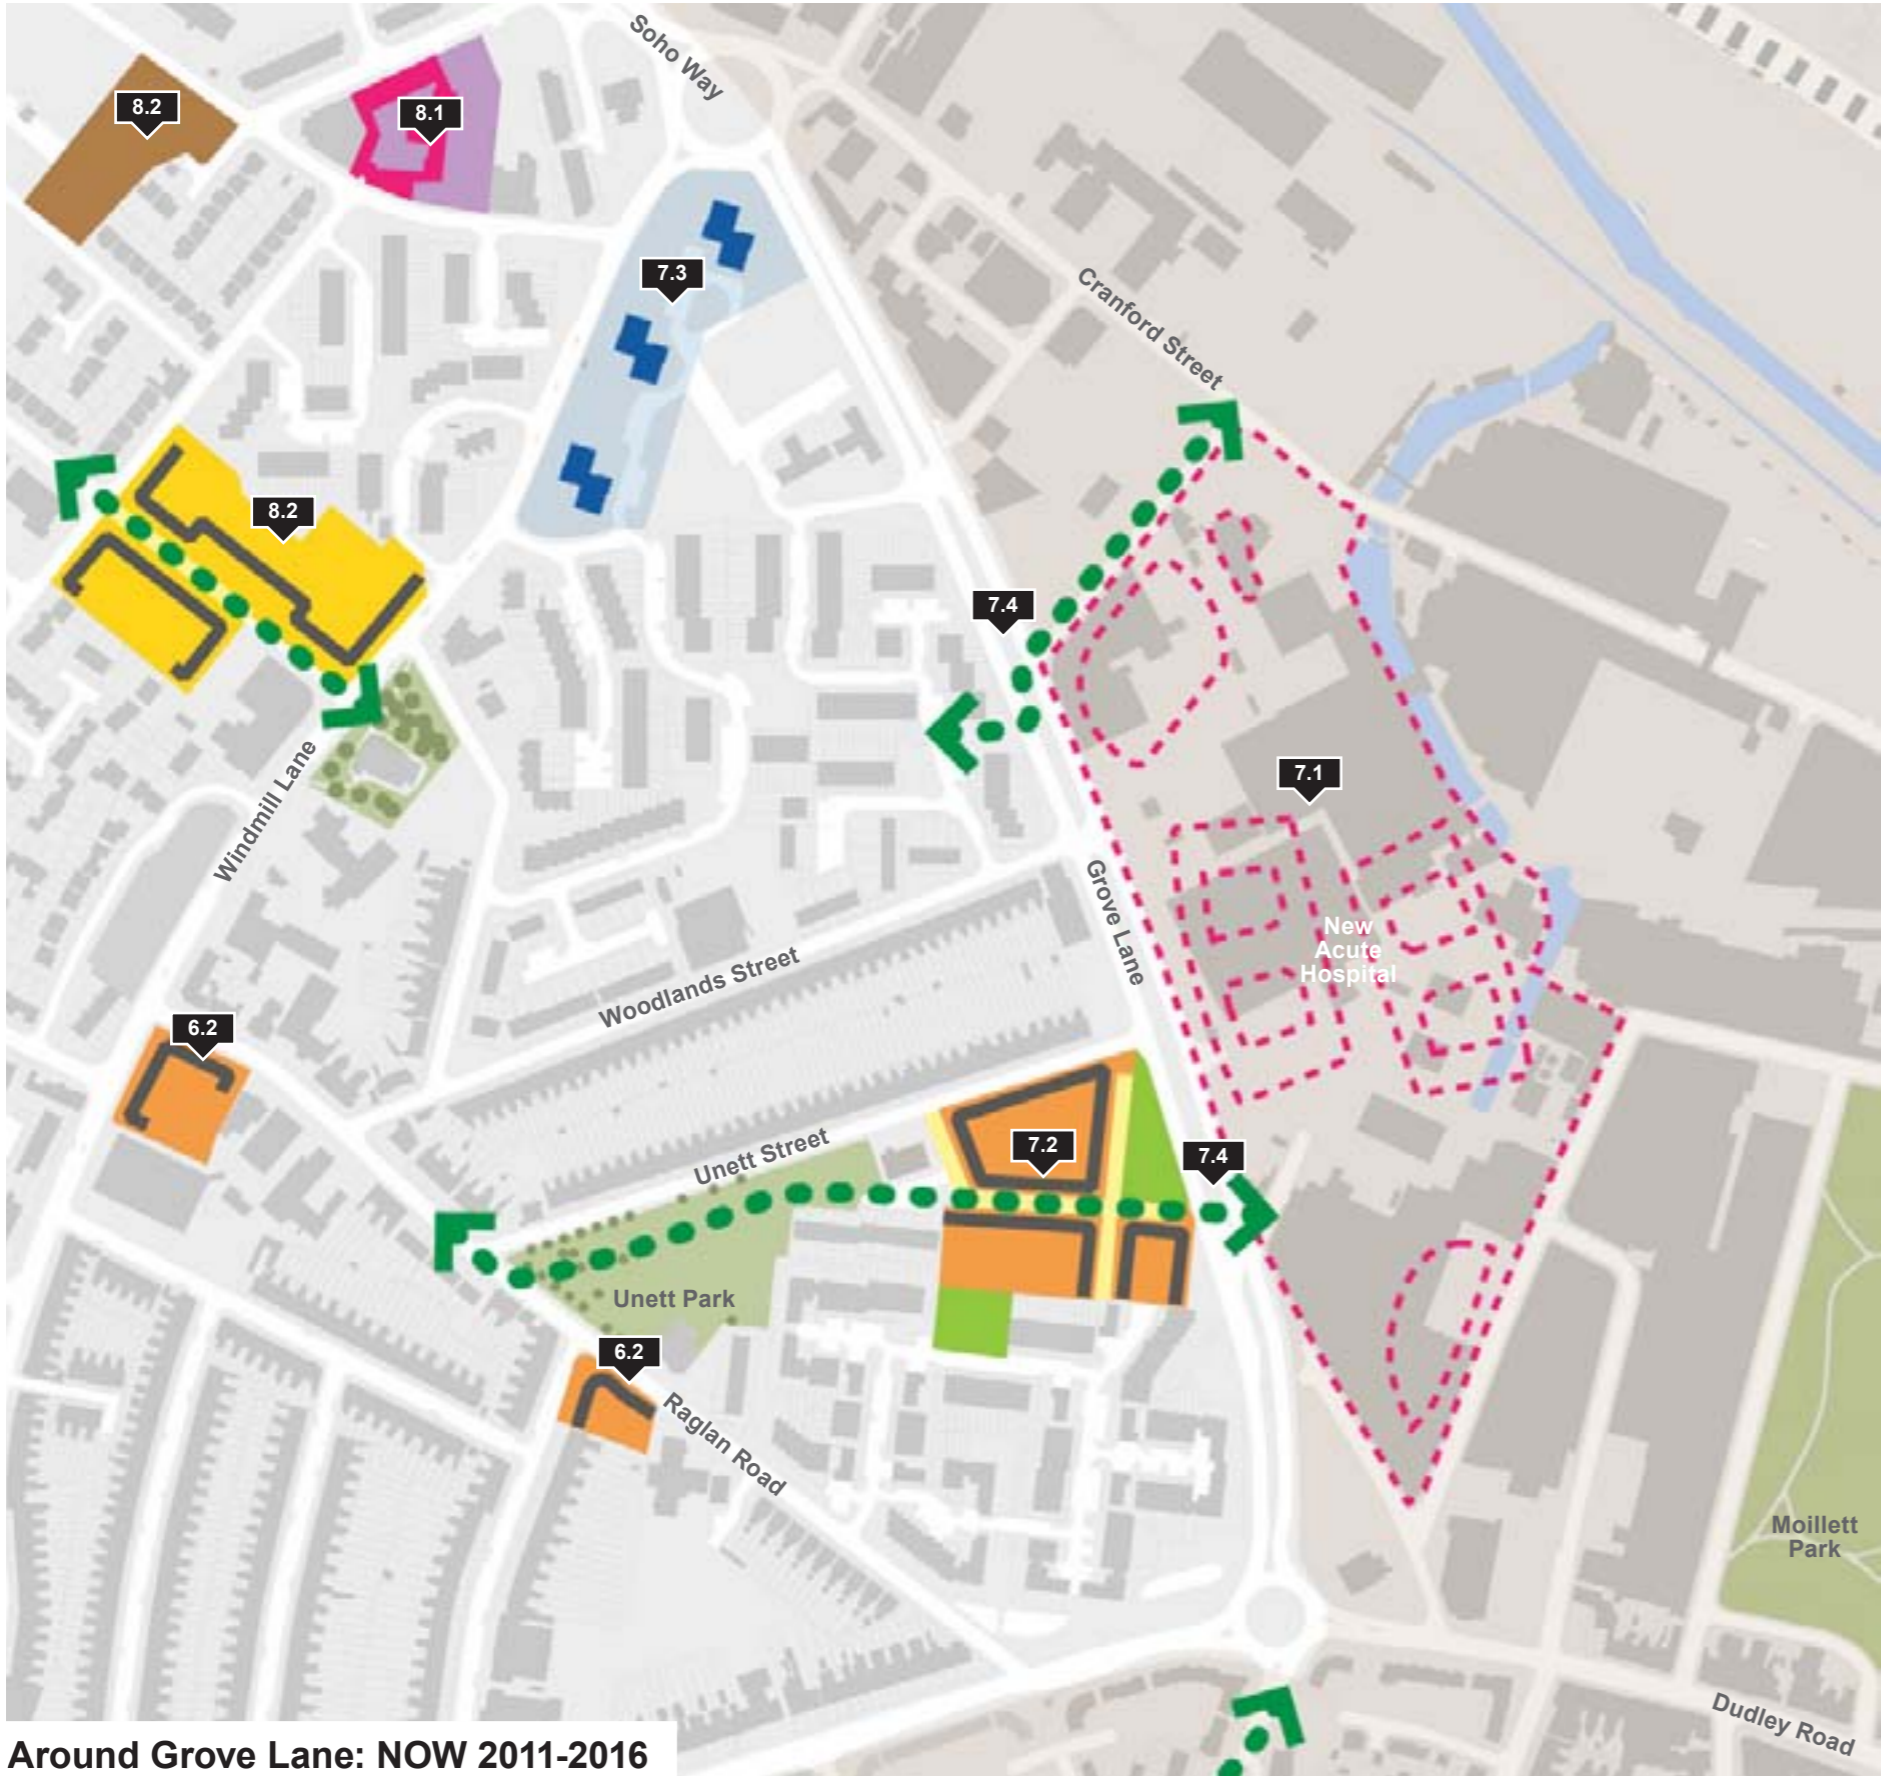 Soho Way
8.2
8.1
7.3
Cranford Street
8.2
7.4
7.1
Windmill Lane
Grove Lane
New
Acute
Hospital
Woodlands Street
6.2
7.2
7.4
Unett Street
Unett Park
6.2
Raglan Road
Moillett
Park
Dudley Road
Around Grove Lane: NOW 2011-2016